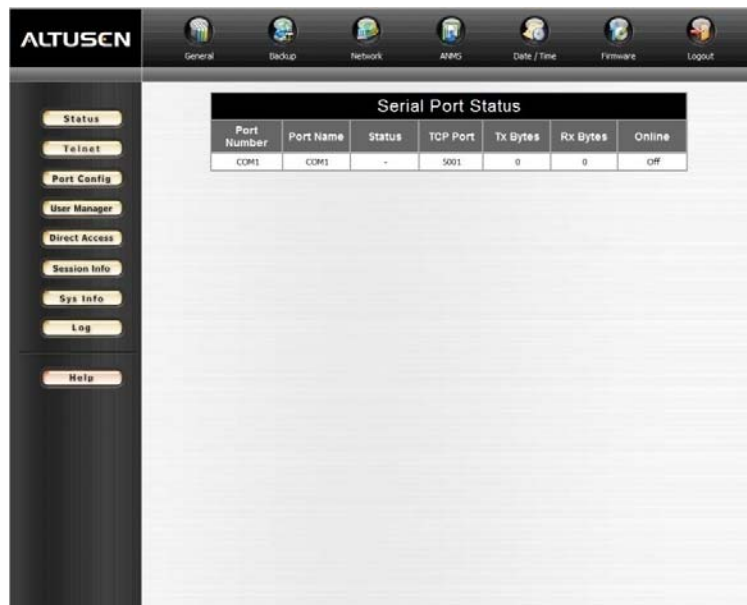 ALTUSEN
General Backup Network ANMS Date / Time Firmware Logout
Status
Telnet
Port Config
User Manager
Direct Access
Session Info
Sys Info
Log
Help
Serial Port Status
Port Number Port Name Status TCP Port Tx Bytes Rx Bytes Online
COM1 COM1 - 5001 0 0 Off